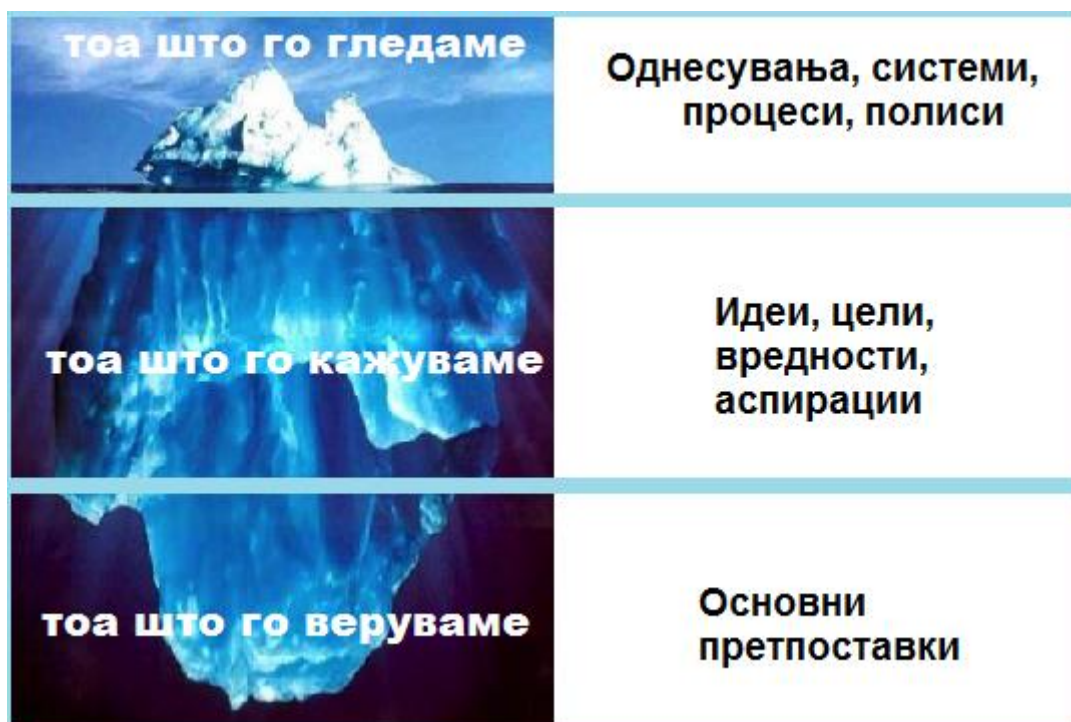 тоа што го гледаме
Однесувања, системи,
процеси, полиси
тоа што го кажуваме
Идеи, цели,
вредности,
аспирации
тоа што го веруваме
Основни
претпоставки